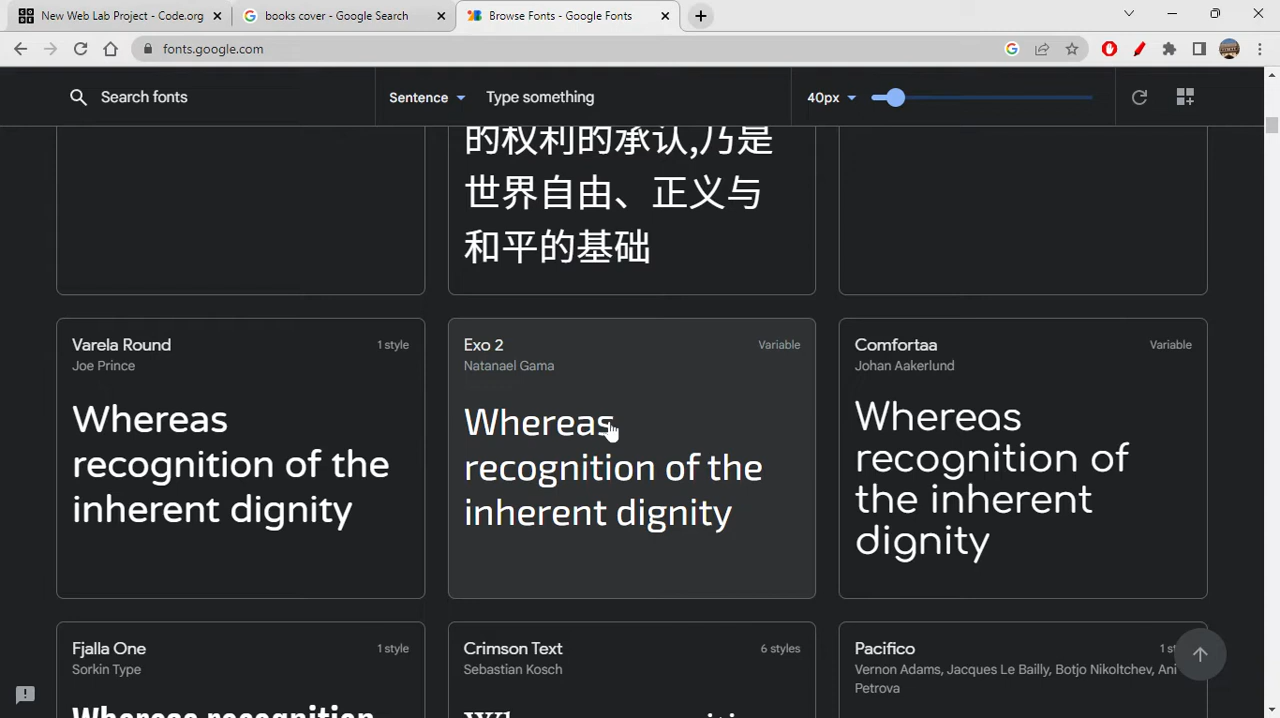 New Web Lab Project - Code.org
books cover - Google Search
Browse Fonts - Google Fonts
fonts.google.com
Search fonts
Sentence
Type something
40px
的权利的承认,乃是
世界自由、正义与
和平的基础
Varela Round
1 style
Joe Prince
Whereas
recognition of the
inherent dignity
Exo 2
Variable
Natanael Gama
Whereas
recognition of the
inherent dignity
Comfortaa
Variable
Johan Aakerlund
Whereas
recognition of
the inherent
dignity
Fjalla One
1 style
Sorkin Type
Whereas recognition
Crimson Text
6 styles
Sebastian Kosch
Pacifico
1 st
Vernon Adams, Jacques Le Bailly, Botjo Nikoltchev, Ani
Petrova